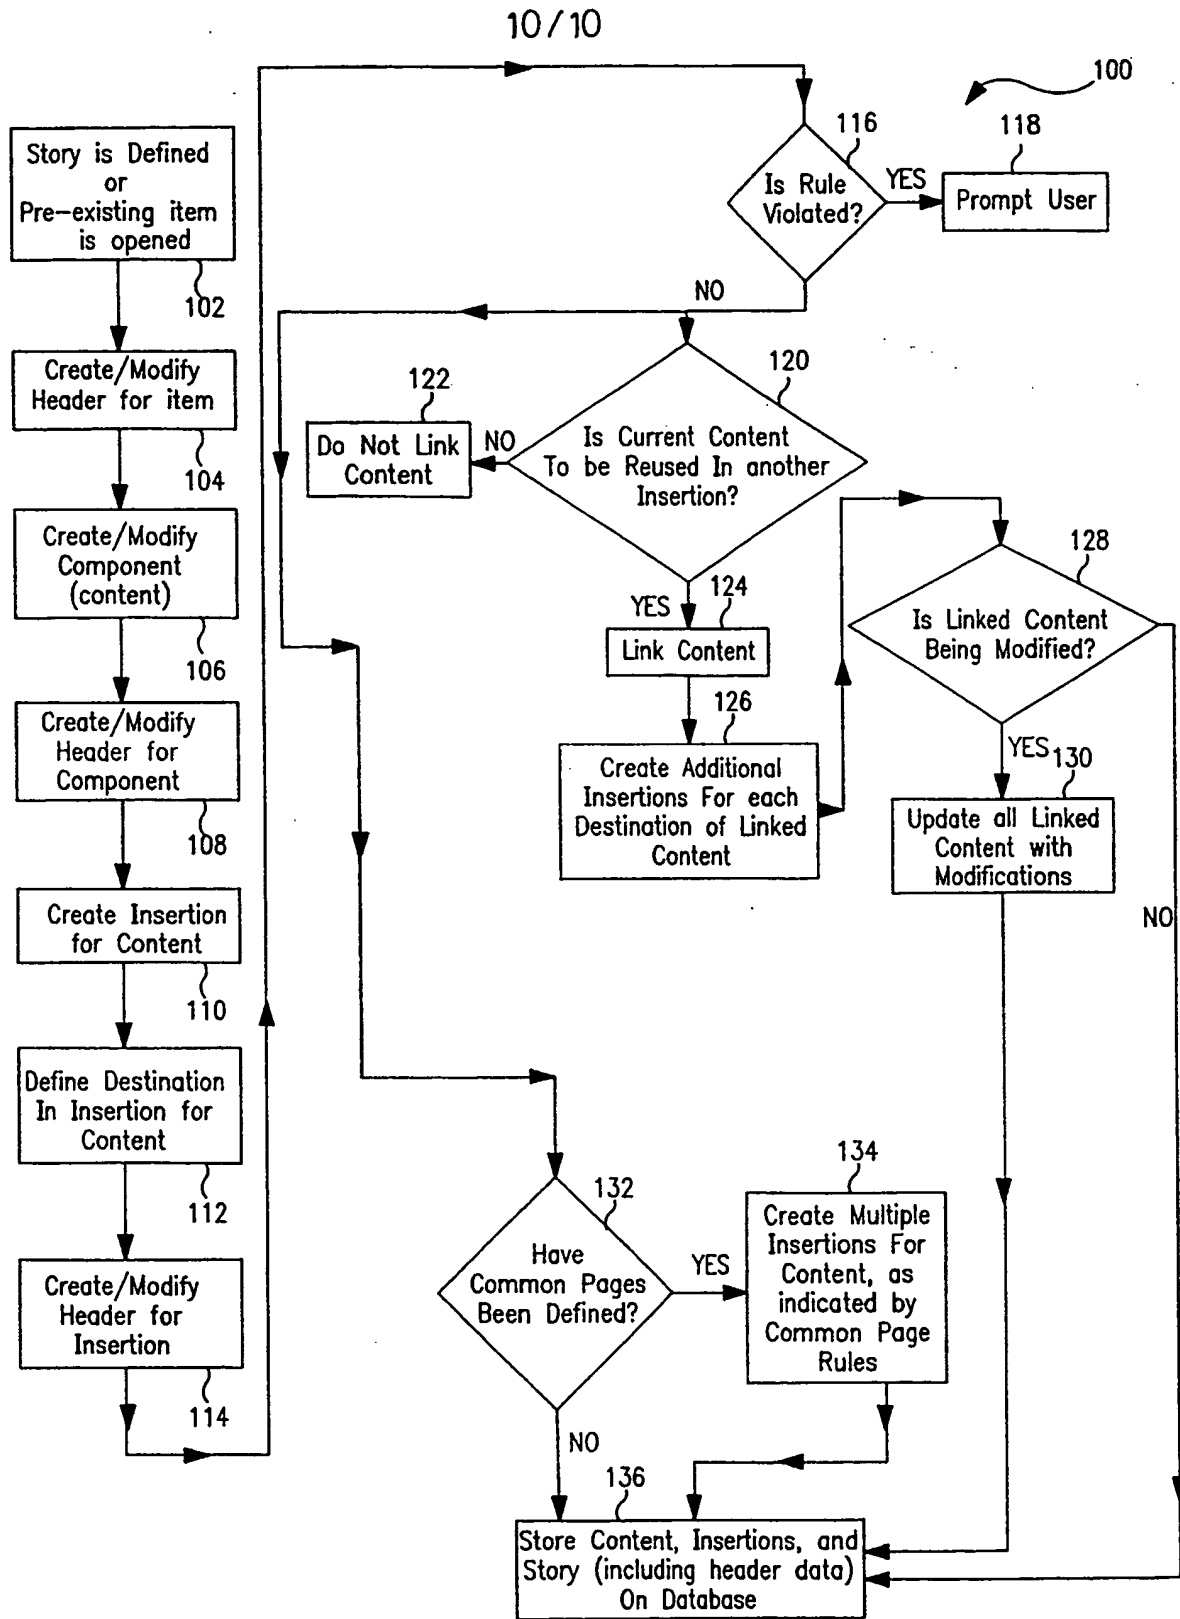 10/10
100
Story is Defined
or
Pre-existing item
is opened
102
Create/Modify
Header for item
104
Create/Modify
Component
(content)
106
Create/Modify
Header for
Component
108
Create Insertion
for Content
110
Define Destination
In Insertion for
Content
112
Create/Modify
Header for
Insertion
114
116
Is Rule
Violated?
YES
118
Prompt User
NO
120
Is Current Content
To be Reused In another
Insertion?
NO
122
Do Not Link
Content
YES
124
Link Content
126
Create Additional
Insertions For each
Destination of Linked
Content
128
Is Linked Content
Being Modified?
YES
130
Update all Linked
Content with
Modifications
NO
132
Have
Common Pages
Been Defined?
YES
134
Create Multiple
Insertions For
Content, as
indicated by
Common Page
Rules
NO
136
Store Content, Insertions, and
Story (including header data)
On Database